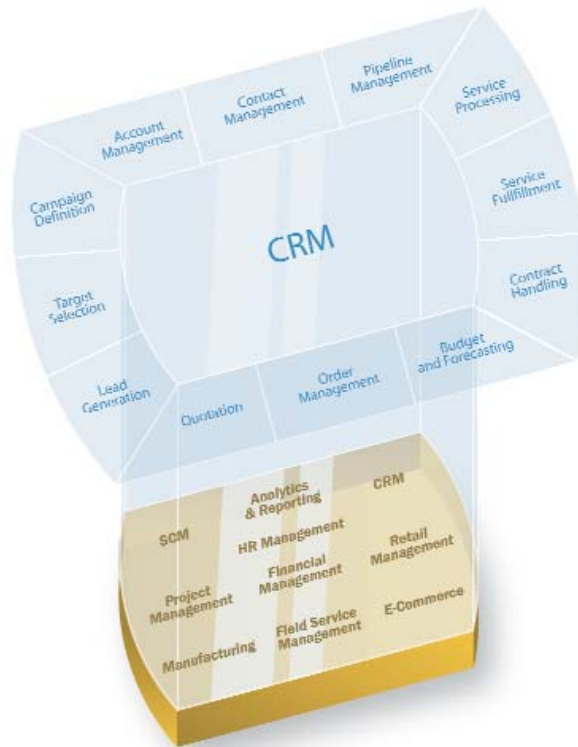 Pipeline
Management
Contact
Management
Account
Management
Service
Processing
Campaign
Definition
Service
Fullfillment
CRM
Target
Selection
Contract
Handling
Lead
Generation
Quotation
Order
Management
Budget
and Forecasting
Analytics
& Reporting
CRM
SCM
HR Management
Retail
Management
Project
Management
Financial
Management
E-Commerce
Manufacturing
Field Service
Management